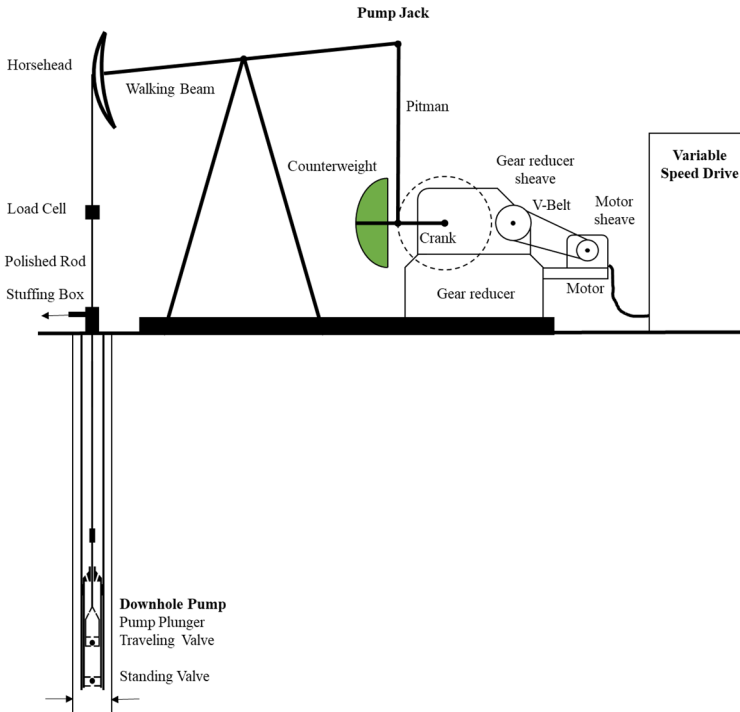 Pump Jack
Horsehead
Walking Beam
Pitman
Counterweight
Gear reducer
sheave
V-Belt
Motor
sheave
Variable
Speed Drive
Load Cell
Crank
Polished Rod
Stuffing Box
Gear reducer
Motor
Downhole Pump
Pump Plunger
Traveling Valve
Standing Valve